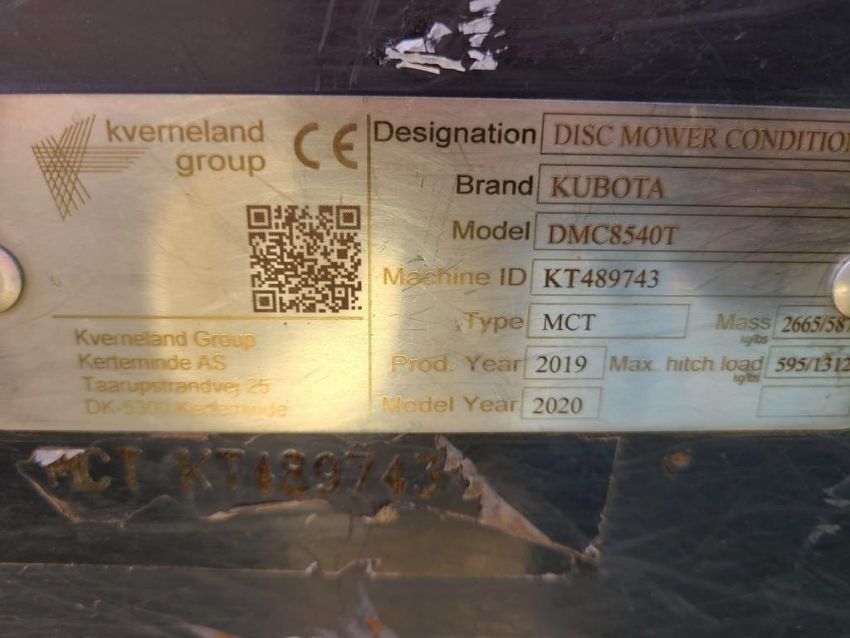 kverneland
group
CE
Designation DISC MOWER CONDITION
Brand KUBOTA
Model DMC8540T
Machine ID KT489743
Type MCT Mass kg/lbs 2665/587
Prod. Year 2019 Max. hitch load kg/lbs 595/1312
Model Year 2020
Kverneland Group
Kerteminde AS
Taarupstrandvej 25
DK-5300 Kerteminde
MCT KT489743